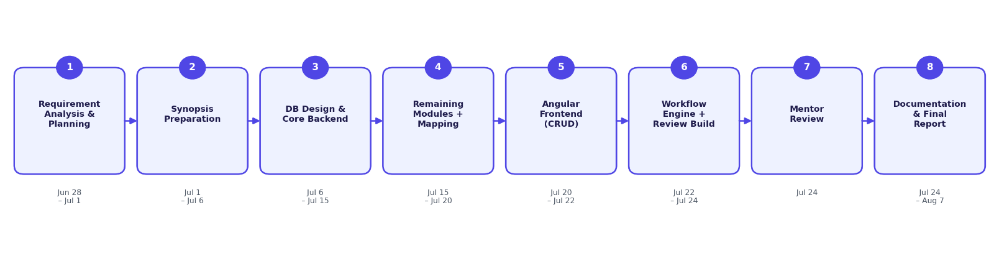 1
Requirement
Analysis &
Planning
Jun 28
– Jul 1
2
Synopsis
Preparation
Jul 1
– Jul 6
3
DB Design &
Core Backend
Jul 6
– Jul 15
4
Remaining
Modules +
Mapping
Jul 15
– Jul 20
5
Angular
Frontend
(CRUD)
Jul 20
– Jul 22
6
Workflow
Engine +
Review Build
Jul 22
– Jul 24
7
Mentor
Review
Jul 24
8
Documentation
& Final
Report
Jul 24
– Aug 7